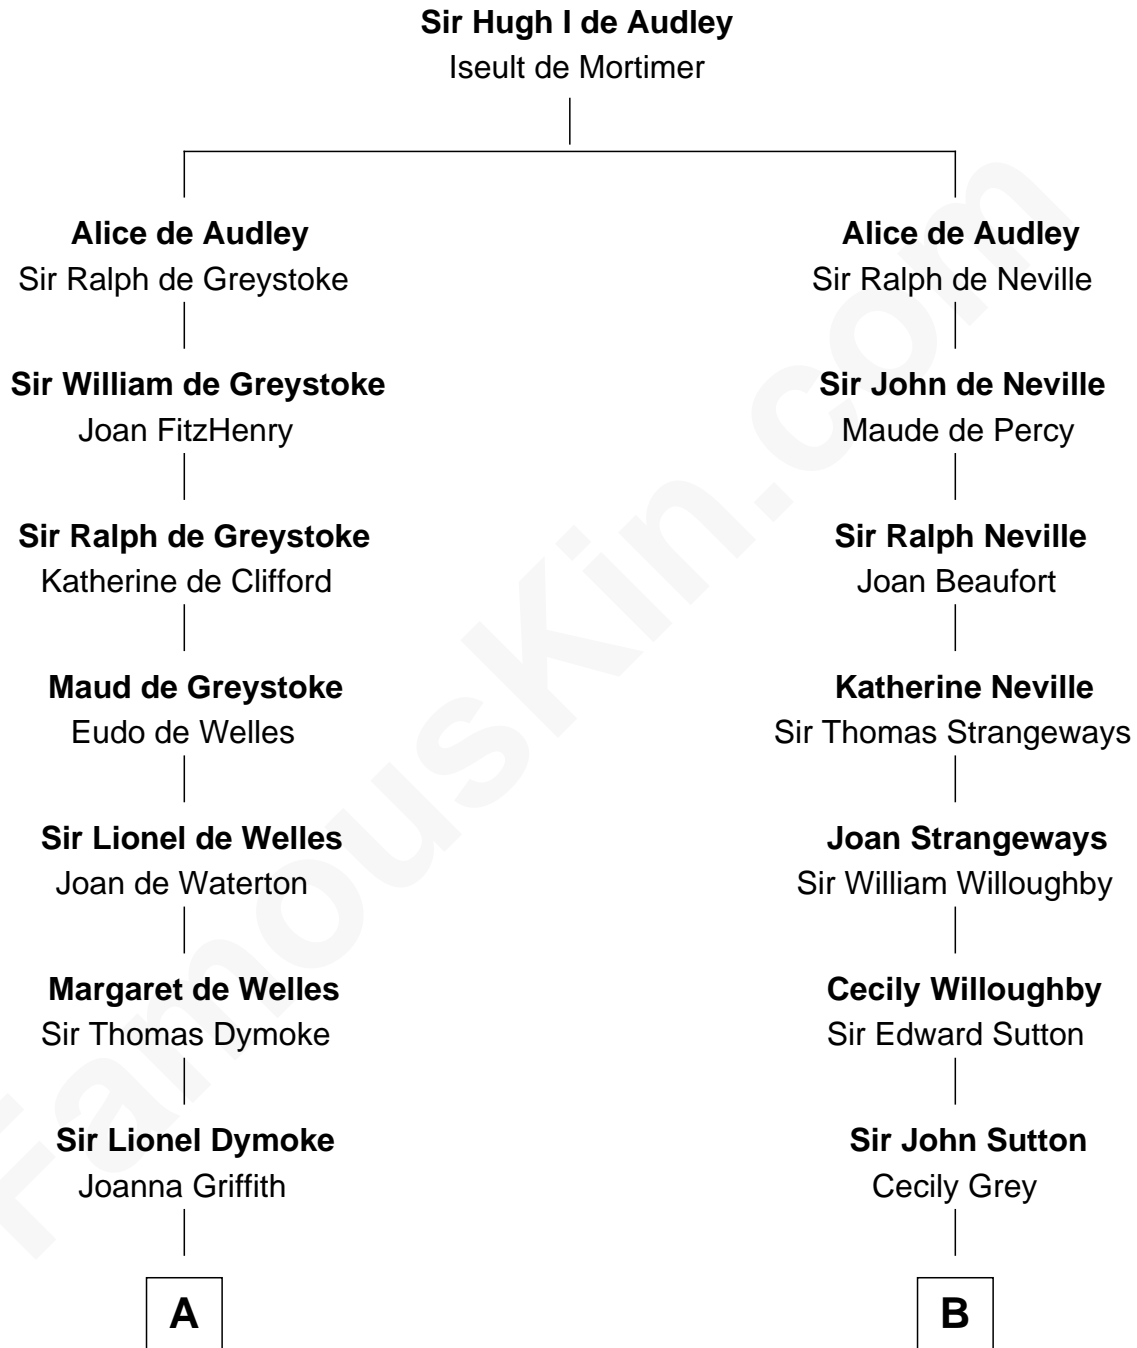 Sir Hugh I de Audley
Iseult de Mortimer
Alice de Audley
Sir Ralph de Greystoke
Sir William de Greystoke
Joan FitzHenry
Sir Ralph de Greystoke
Katherine de Clifford
Maud de Greystoke
Eudo de Welles
Sir Lionel de Welles
Joan de Waterton
Margaret de Welles
Sir Thomas Dymoke
Sir Lionel Dymoke
Joanna Griffith
A
Alice de Audley
Sir Ralph de Neville
Sir John de Neville
Maude de Percy
Sir Ralph Neville
Joan Beaufort
Katherine Neville
Sir Thomas Strangeways
Joan Strangeways
Sir William Willoughby
Cecily Willoughby
Sir Edward Sutton
Sir John Sutton
Cecily Grey
B
FamousKin.com